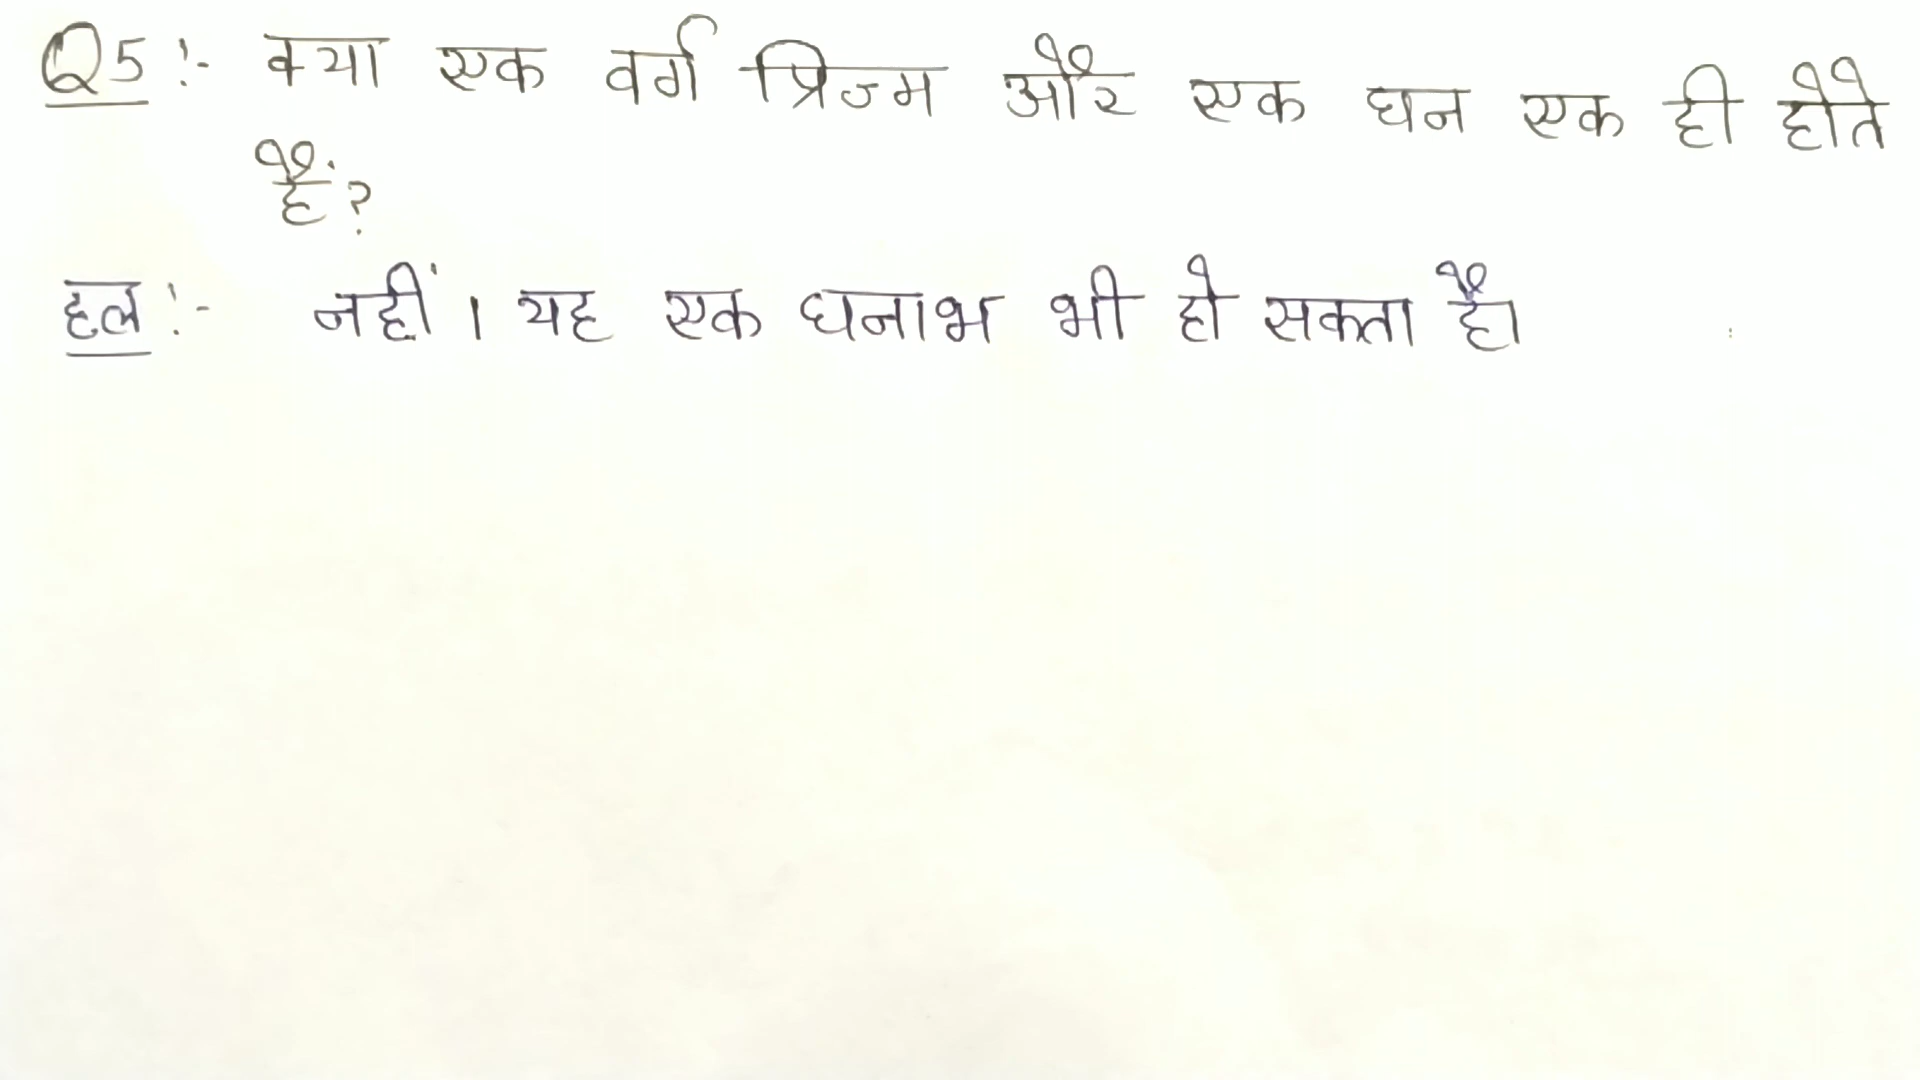 Q5:- क्या एक वर्ग प्रिज्म और एक घन एक ही होते
हैं?
हल:- नहीं। यह एक घनाभ भी हो सकता है।